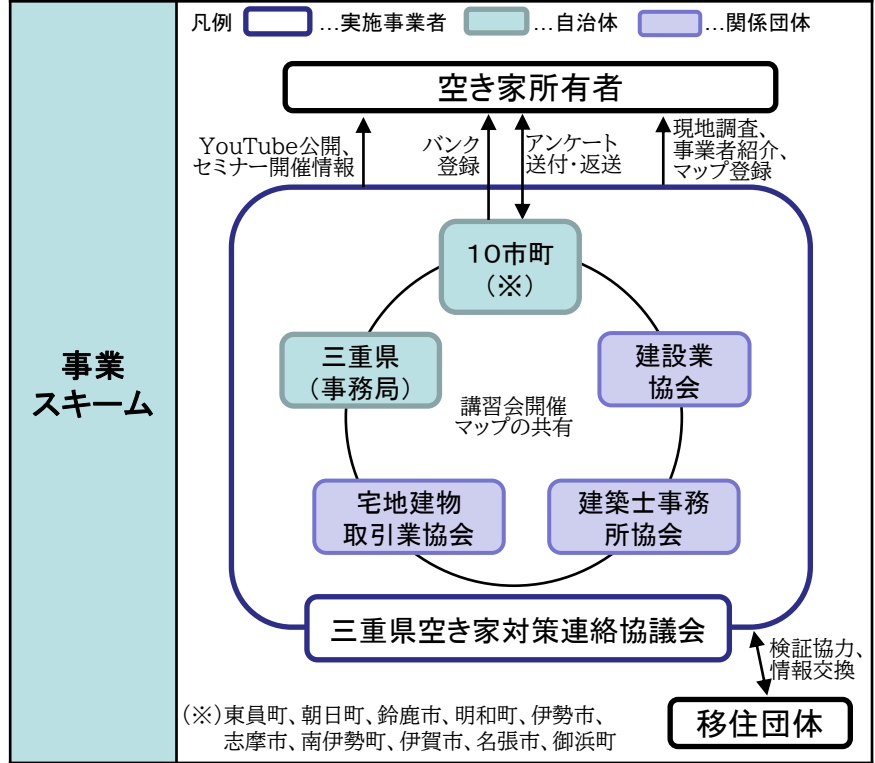 凡例 …実施事業者 …自治体 …関係団体
空き家所有者
YouTube公開、
セミナー開催情報
バンク
登録
アンケート
送付・返送
現地調査、
事業者紹介、
マップ登録
10市町
(※)
三重県
(事務局)
建設業
協会
講習会開催
マップの共有
宅地建物
取引業協会
建築士事務
所協会
三重県空き家対策連絡協議会
検証協力、
情報交換
移住団体
(※)東員町、朝日町、鈴鹿市、明和町、伊勢市、
志摩市、南伊勢町、伊賀市、名張市、御浜町
事業
スキーム